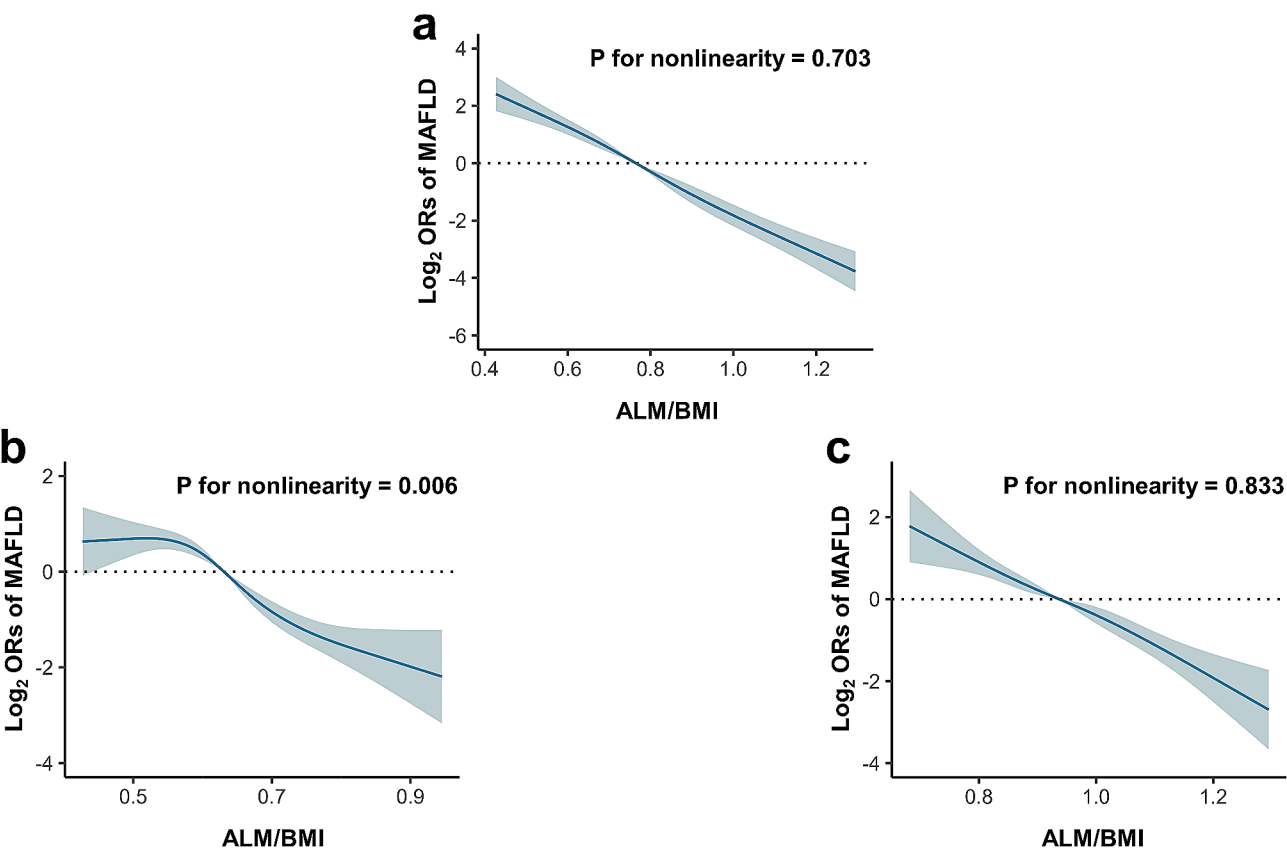 a
P for nonlinearity = 0.703
Log₂ ORs of MAFLD
4
2
0
-2
-4
-6
0.4 0.6 0.8 1.0 1.2
ALM/BMI
b
P for nonlinearity = 0.006
Log₂ ORs of MAFLD
2
0
-2
-4
0.5 0.7 0.9
ALM/BMI
c
P for nonlinearity = 0.833
Log₂ ORs of MAFLD
2
0
-2
-4
0.8 1.0 1.2
ALM/BMI